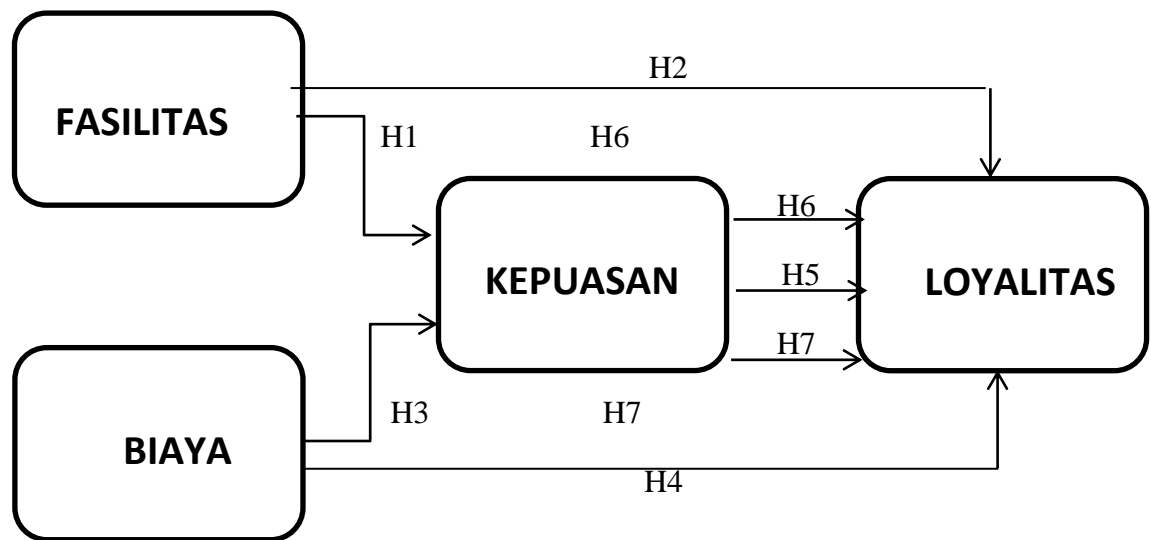 H2
FASILITAS
H1
H6
H6
KEPUASAN
H5
LOYALITAS
H7
H3
H7
BIAYA
H4